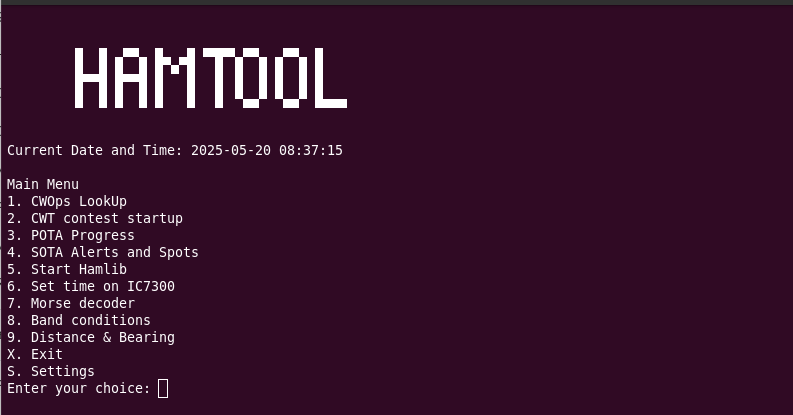 HAMTOOL
Current Date and Time: 2025-05-20 08:37:15
Main Menu
1. CWOps LookUp
2. CWT contest startup
3. POTA Progress
4. SOTA Alerts and Spots
5. Start Hamlib
6. Set time on IC7300
7. Morse decoder
8. Band conditions
9. Distance & Bearing
X. Exit
S. Settings
Enter your choice: